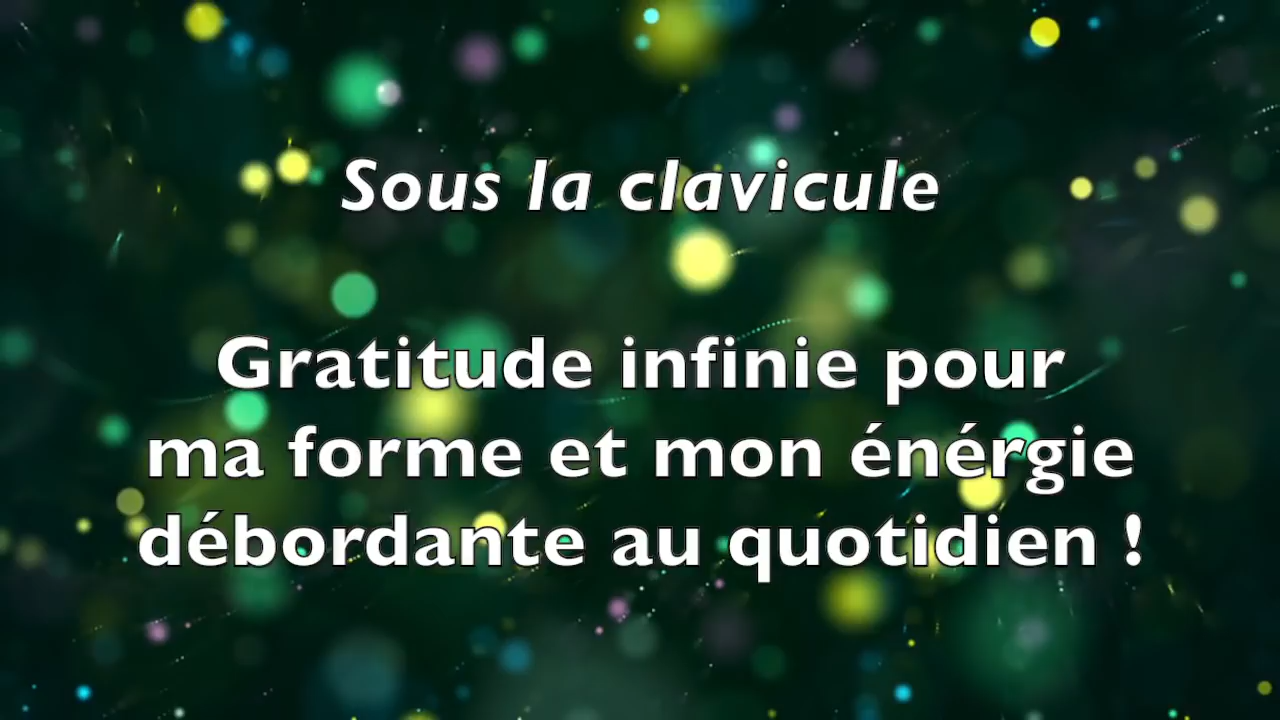 Sous la clavicule
Gratitude infinie pour
ma forme et mon énérgie
débordante au quotidien !